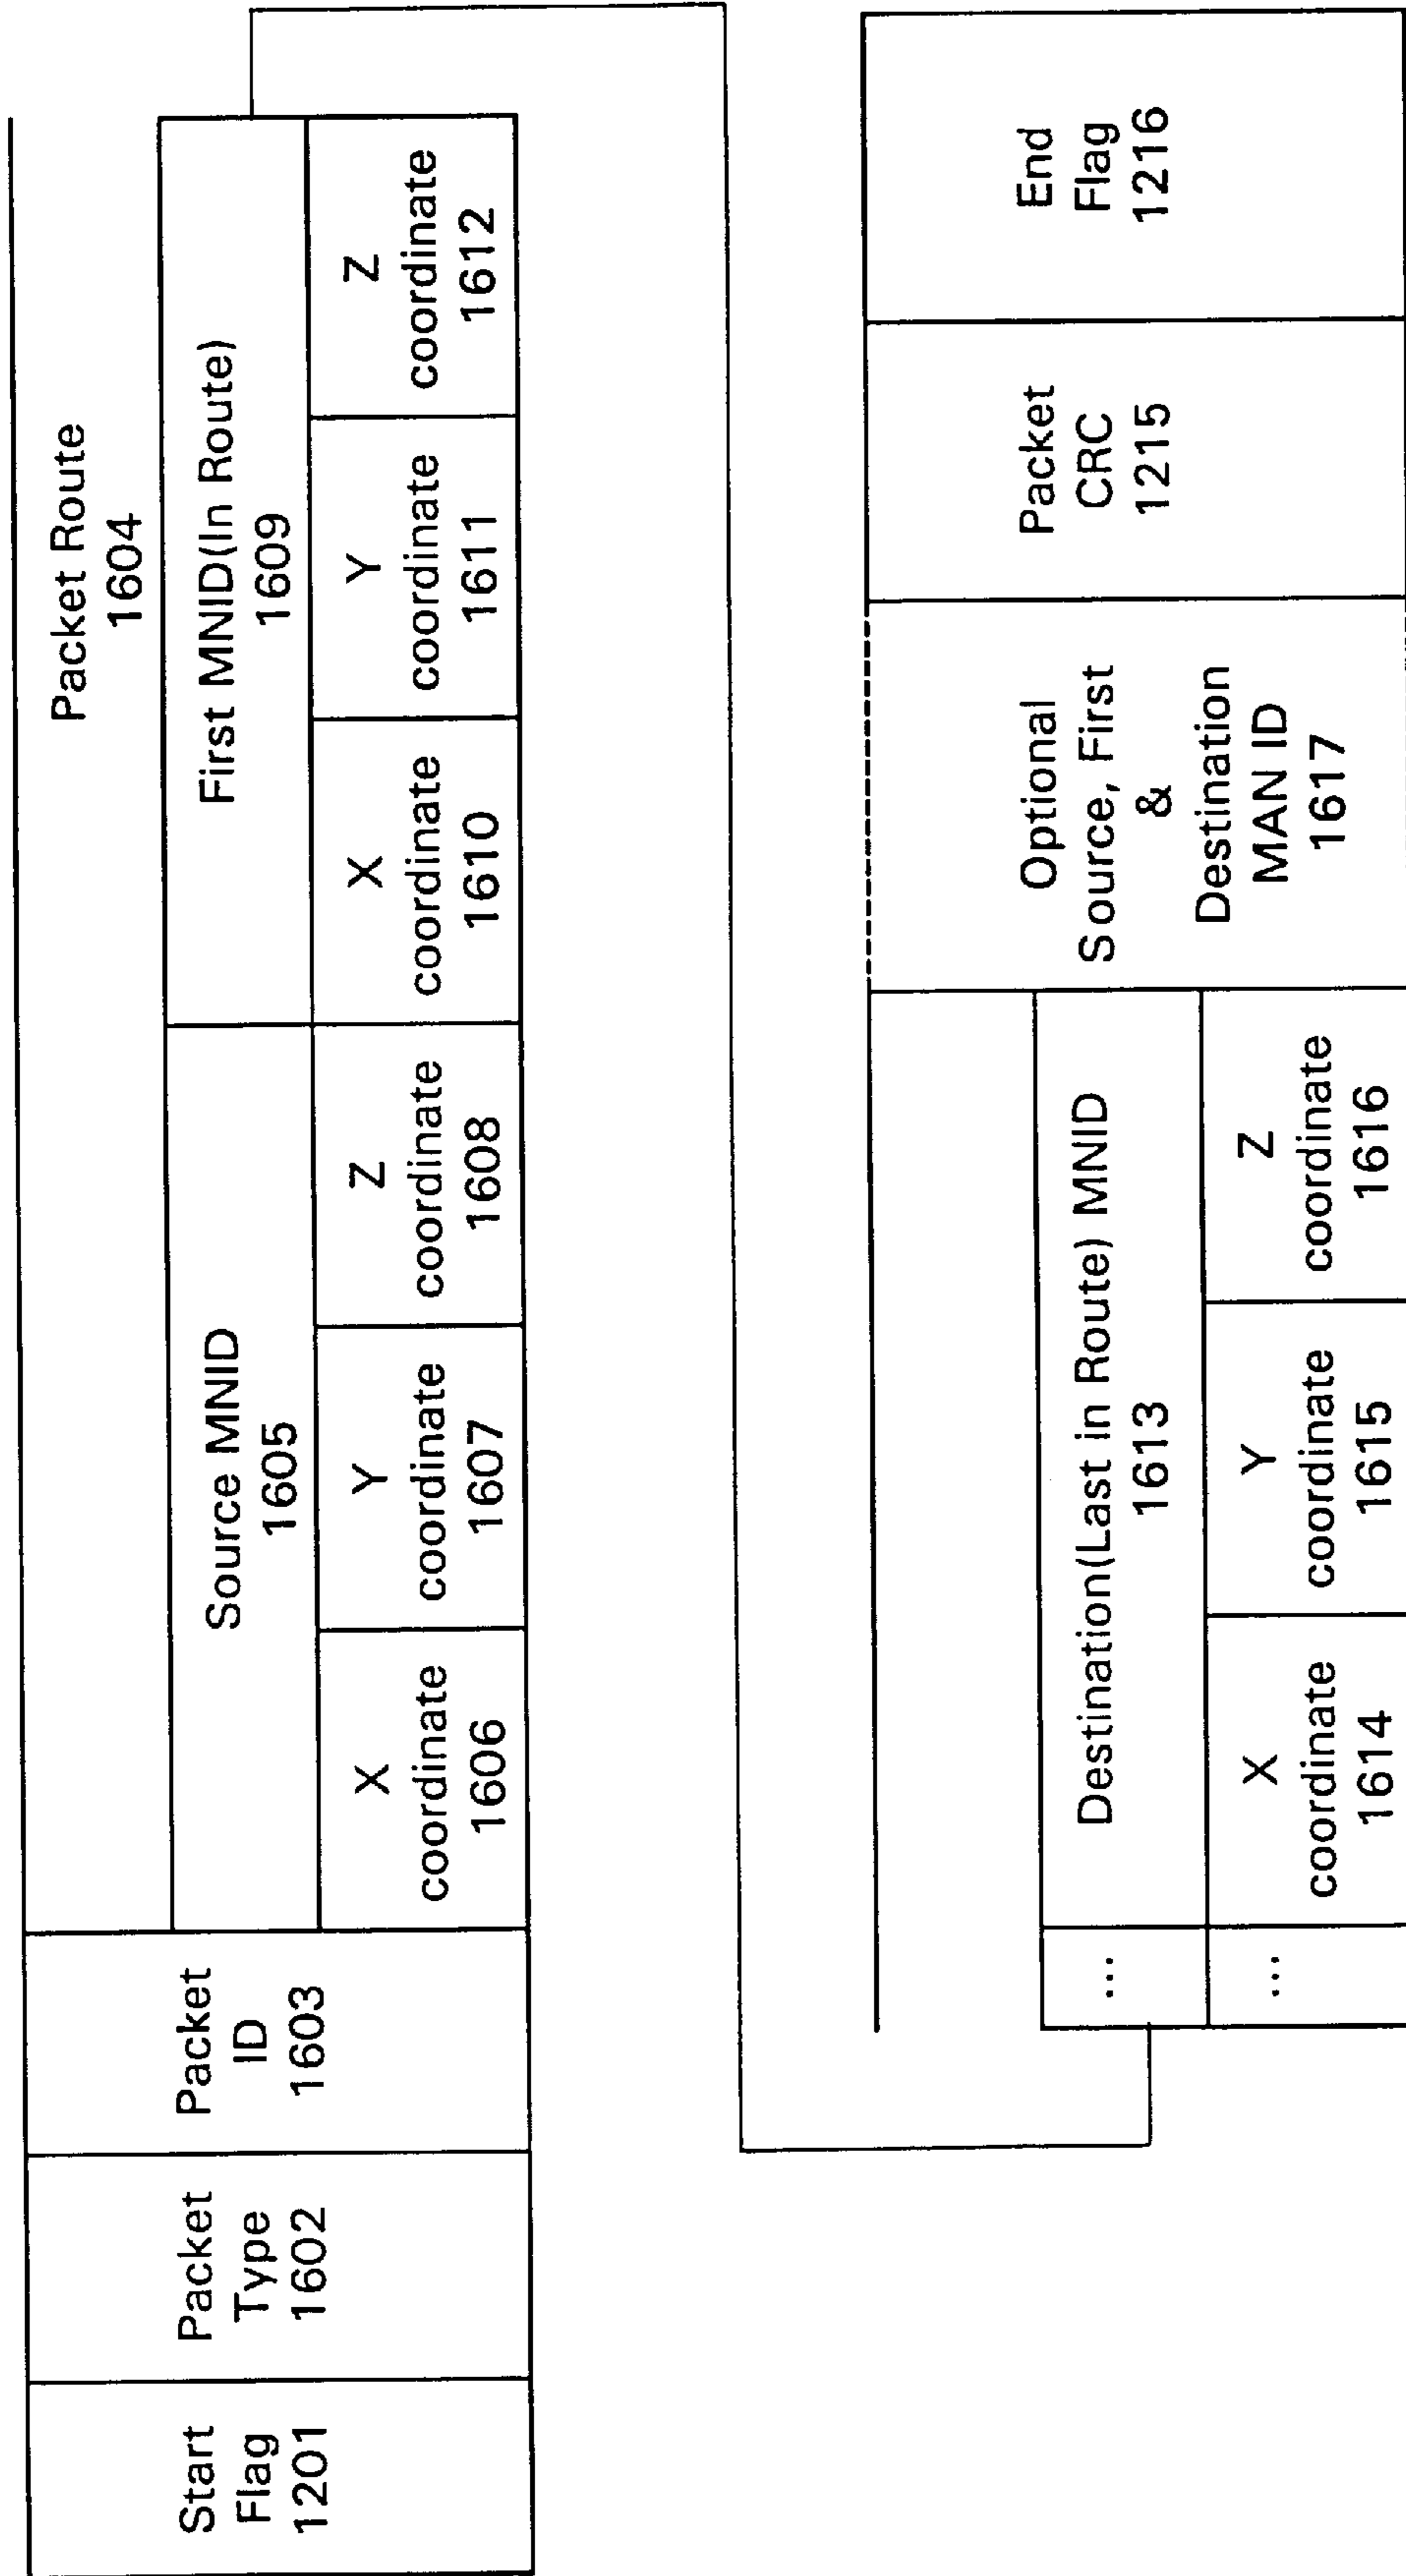 Start
Flag
1201
Packet
Type
1602
Packet
ID
1603
Packet Route
1604
Source MNID
1605
X
coordinate
1606
Y
coordinate
1607
Z
coordinate
1608
First MNID(In Route)
1609
X
coordinate
1610
Y
coordinate
1611
Z
coordinate
1612
...
...
Destination(Last in Route) MNID
1613
X
coordinate
1614
Y
coordinate
1615
Z
coordinate
1616
Optional
Source, First
&
Destination
MAN ID
1617
Packet
CRC
1215
End
Flag
1216